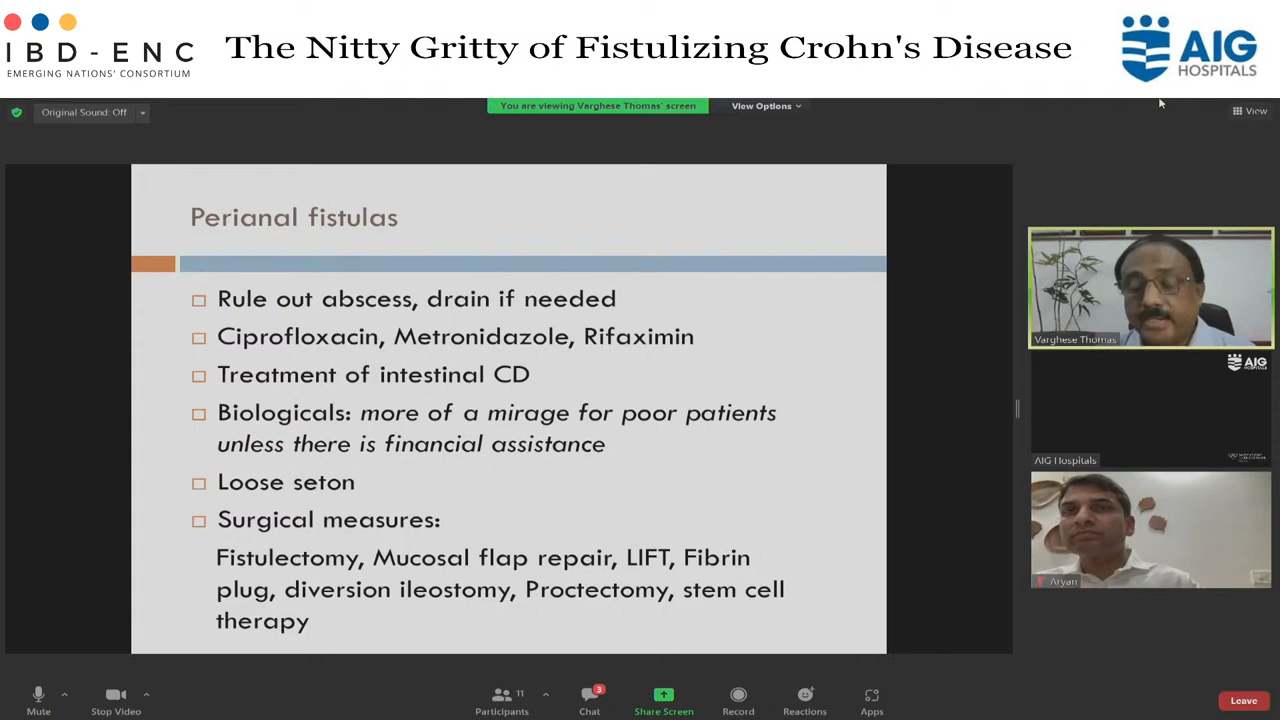 IBD-ENC
EMERGING NATIONS' CONSORTIUM
The Nitty Gritty of Fistulizing Crohn's Disease
AIG
HOSPITALS
Original Sound: Off
You are viewing Varghese Thomas' screen
View Options
View
Perianal fistulas
Rule out abscess, drain if needed
Ciprofloxacin, Metronidazole, Rifaximin
Treatment of intestinal CD
Biologicals: more of a mirage for poor patients
unless there is financial assistance
Loose seton
Surgical measures:
Fistulectomy, Mucosal flap repair, LIFT, Fibrin
plug, diversion ileostomy, Proctectomy, stem cell
therapy
Varghese Thomas
AIG
HOSPITALS
AIG Hospitals
Aryan
Mute
Stop Video
11
Participants
3
Chat
Share Screen
Record
Reactions
Apps
Leave